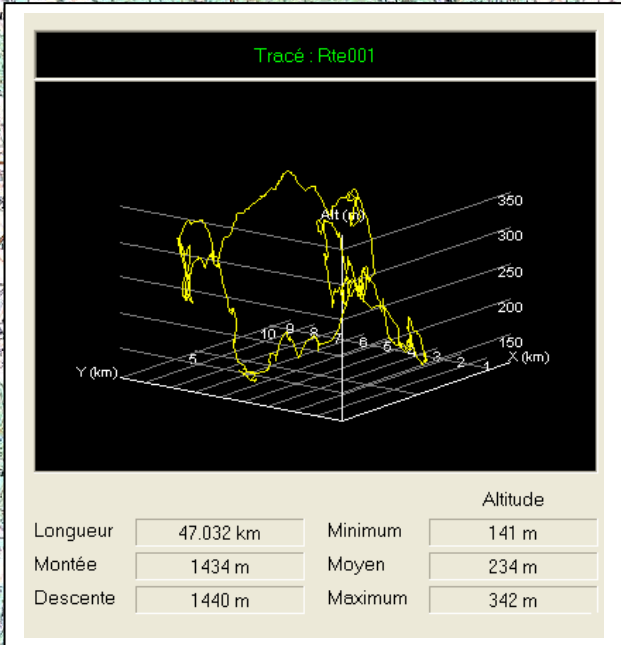 Tracé : Rte001
Alt (m)
350
300
250
200
150
10 9 8 7 6 5 4 3 2 1
X (km)
5
Y (km)
Altitude
Longueur 47.032 km Minimum 141 m
Montée 1434 m Moyen 234 m
Descente 1440 m Maximum 342 m